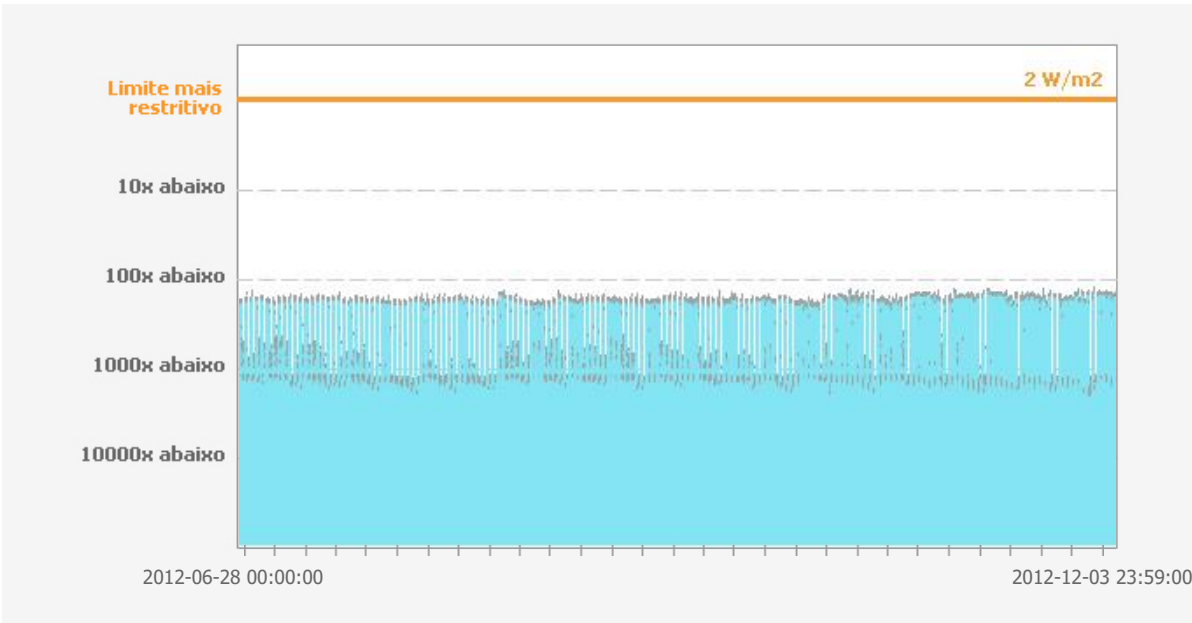 2 W/m2
Limite mais
restritivo
10x abaixo
100x abaixo
1000x abaixo
10000x abaixo
2012-06-28 00:00:00
2012-12-03 23:59:00